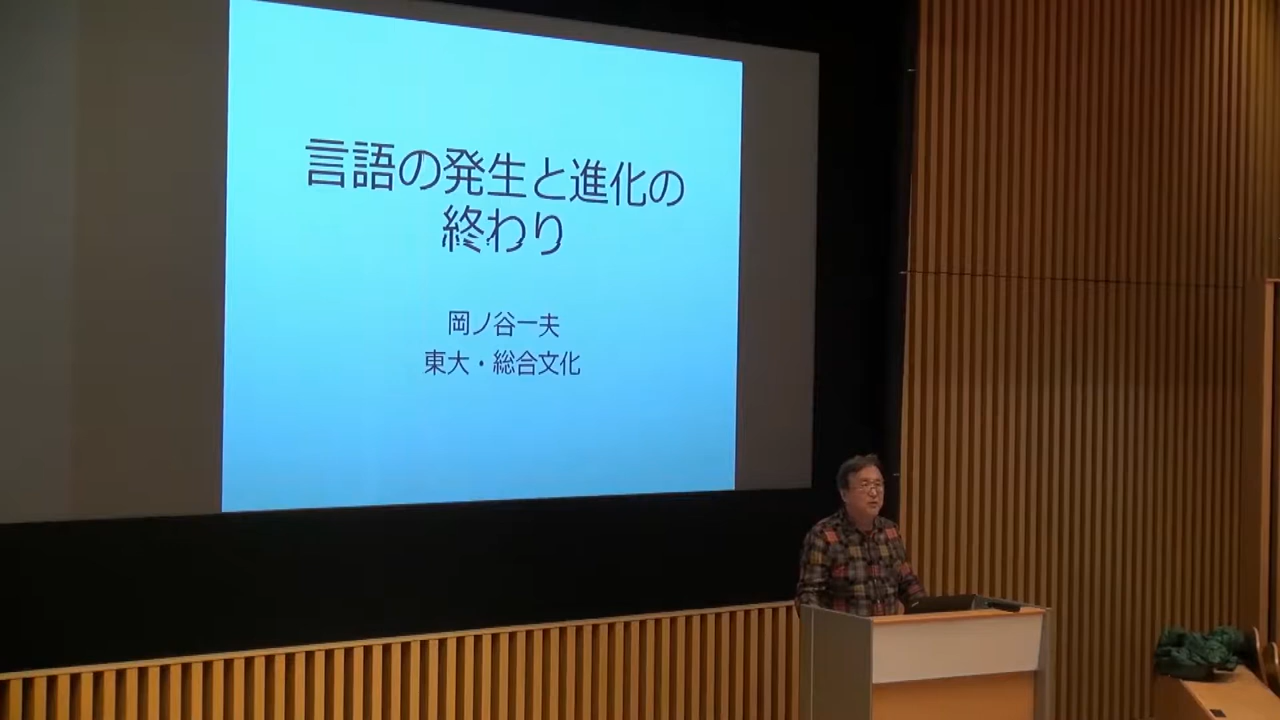 言語の発生と進化の
終わり
岡ノ谷一夫
東大・総合文化